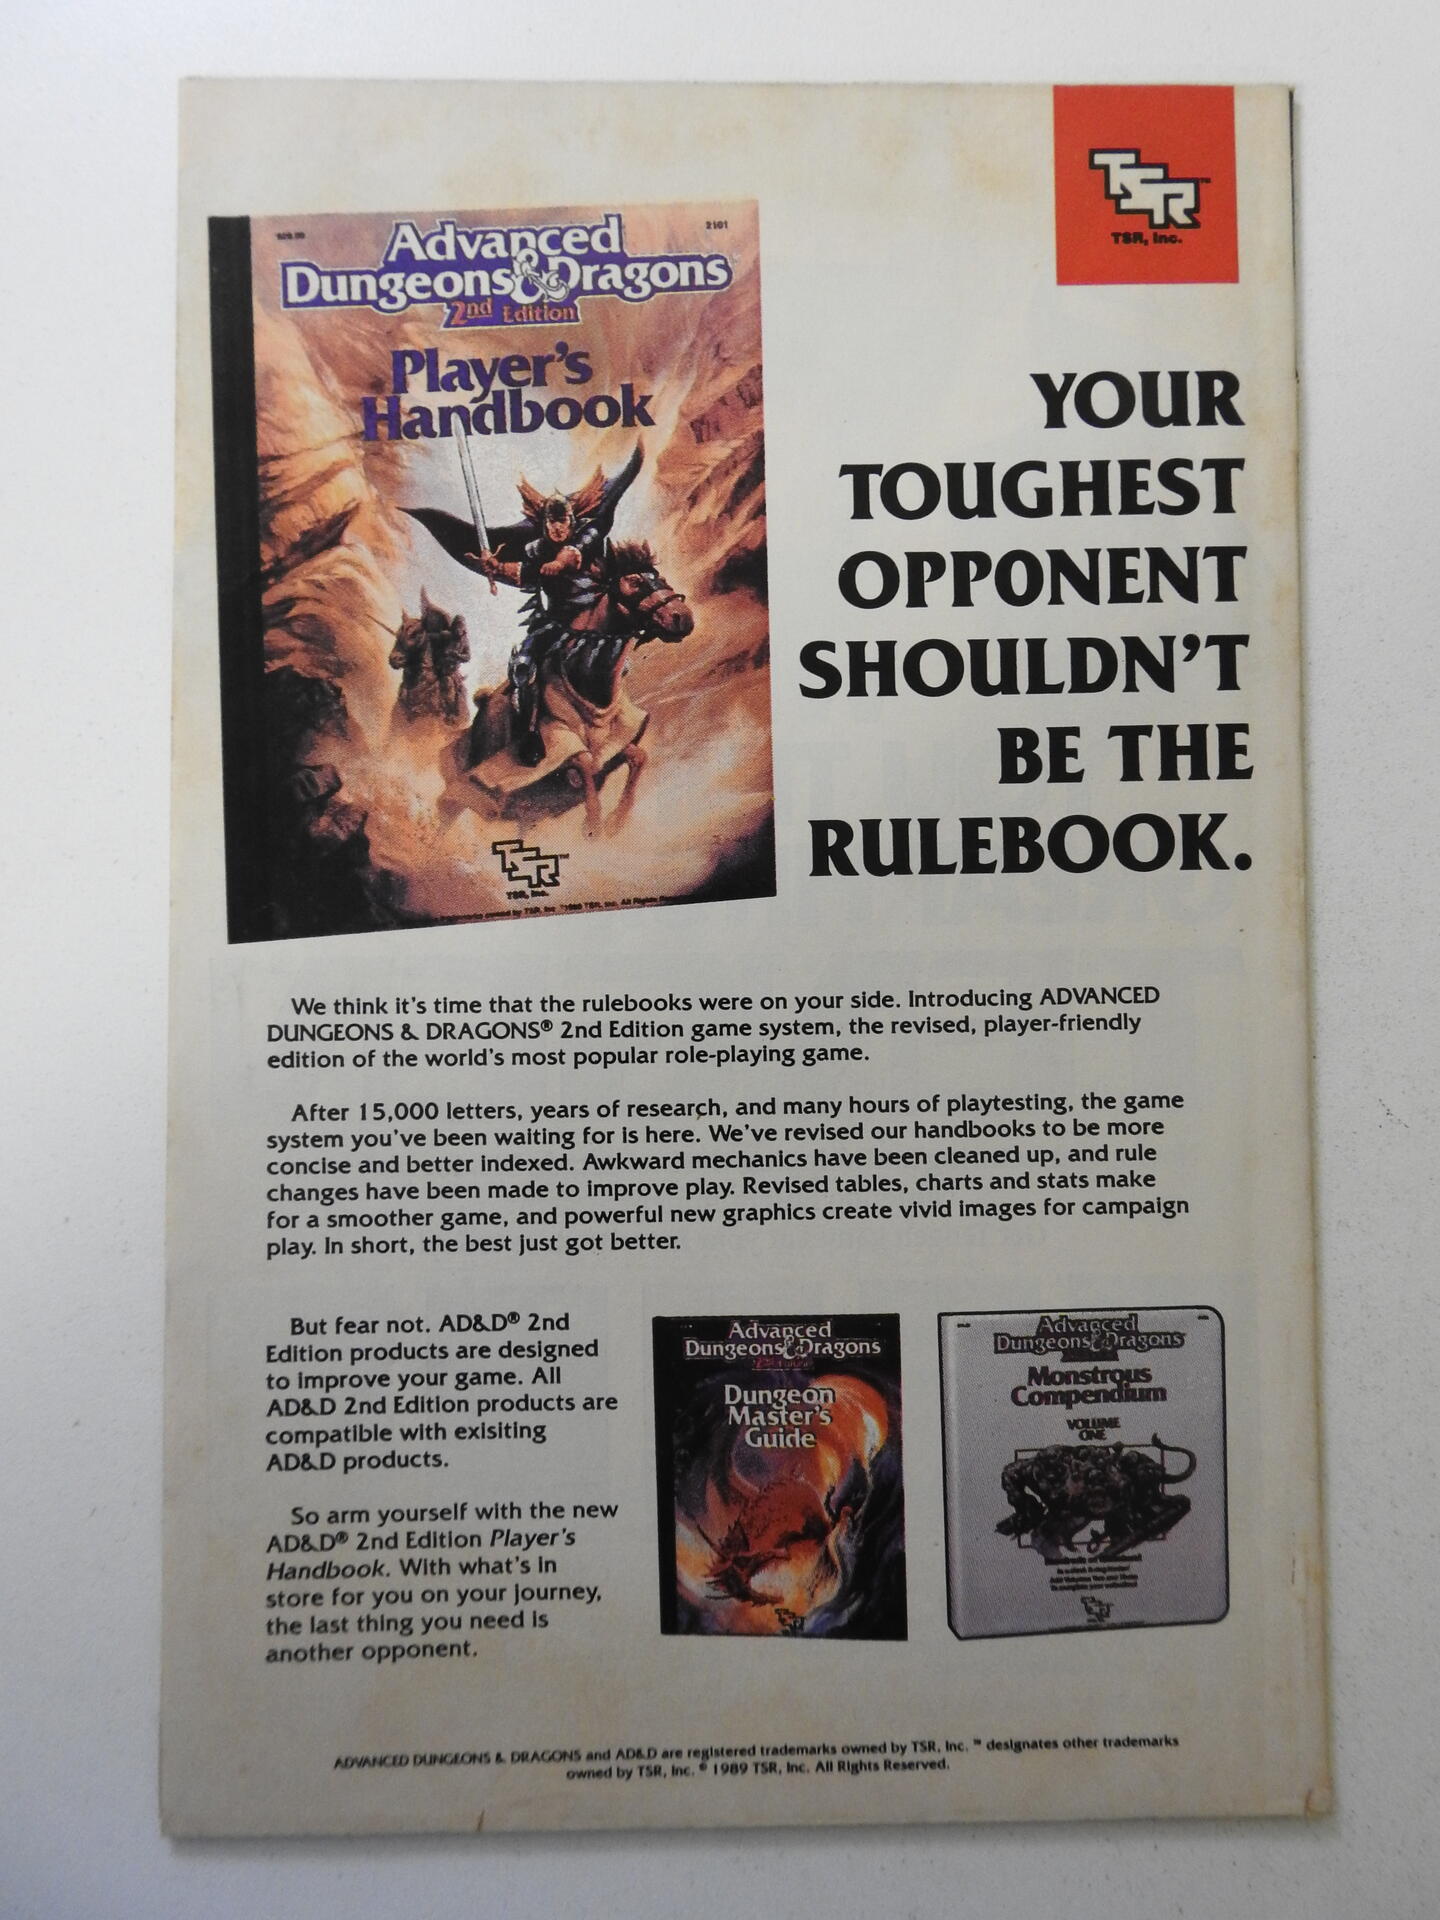 TSR
TSR, Inc.
2101
Advanced
Dungeons & Dragons
2nd Edition
Player's
Handbook
TSR
TSR, Inc.
YOUR
TOUGHEST
OPPONENT
SHOULDN'T
BE THE
RULEBOOK.
We think it's time that the rulebooks were on your side. Introducing ADVANCED
DUNGEONS & DRAGONS® 2nd Edition game system, the revised, player-friendly
edition of the world's most popular role-playing game.
After 15,000 letters, years of research, and many hours of playtesting, the game
system you've been waiting for is here. We've revised our handbooks to be more
concise and better indexed. Awkward mechanics have been cleaned up, and rule
changes have been made to improve play. Revised tables, charts and stats make
for a smoother game, and powerful new graphics create vivid images for campaign
play. In short, the best just got better.
But fear not. AD&D® 2nd
Edition products are designed
to improve your game. All
AD&D 2nd Edition products are
compatible with exisiting
AD&D products.
So arm yourself with the new
AD&D® 2nd Edition Player's
Handbook. With what's in
store for you on your journey,
the last thing you need is
another opponent.
Advanced
Dungeons & Dragons
2nd Edition
Dungeon
Master's
Guide
TSR
Advanced
Dungeons & Dragons
Monstrous
Compendium
VOLUME
ONE
TSR
ADVANCED DUNGEONS & DRAGONS and AD&D are registered trademarks owned by TSR, Inc. ™ designates other trademarks
owned by TSR, Inc. © 1989 TSR, Inc. All Rights Reserved.